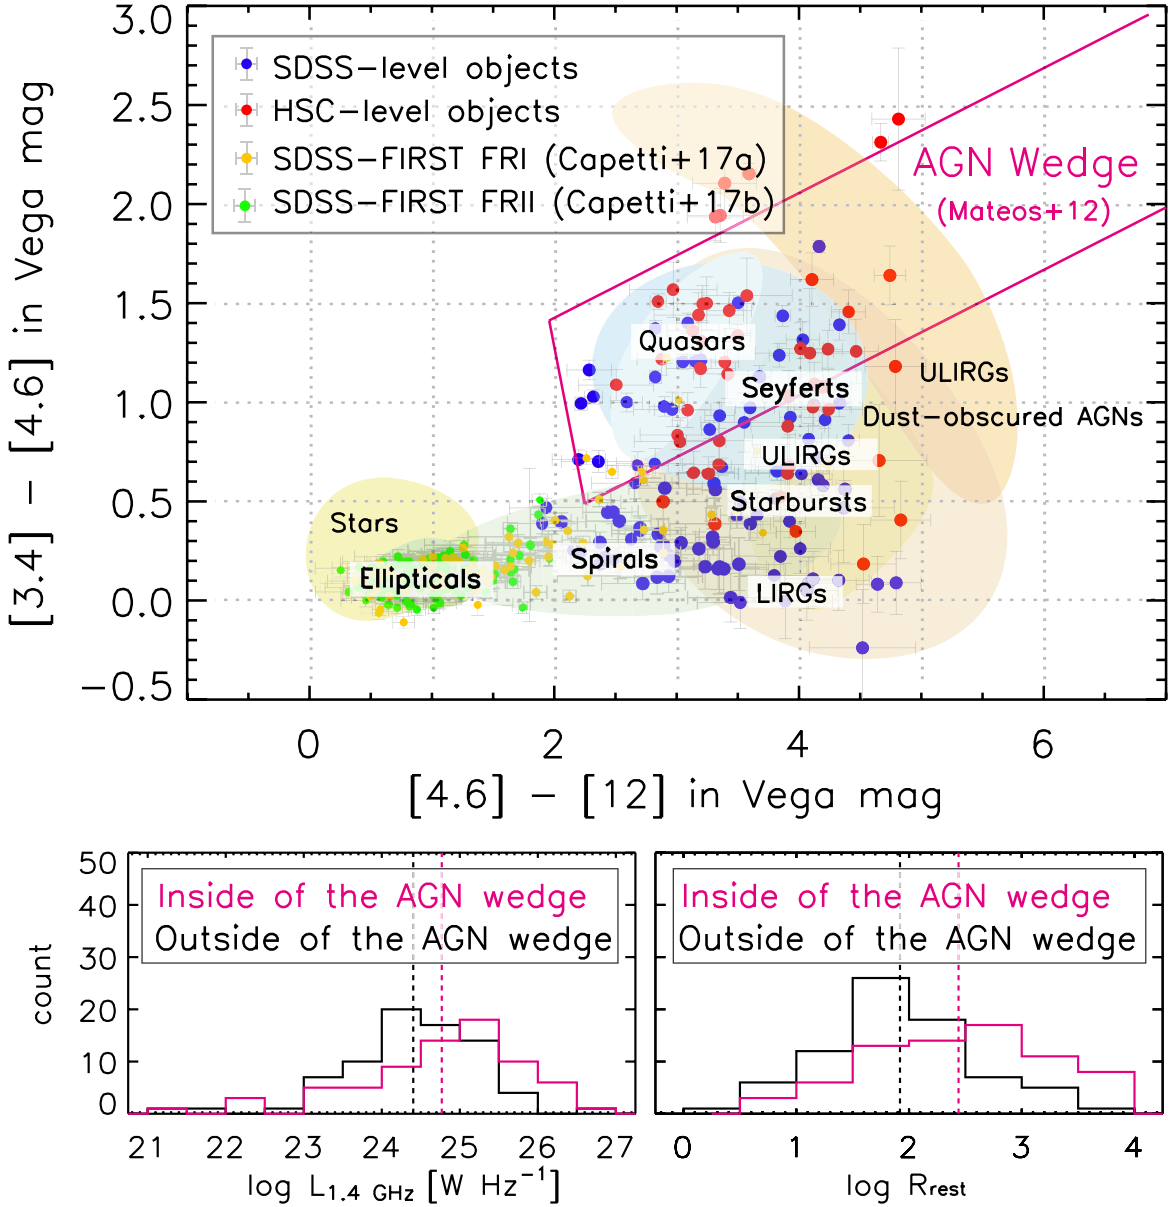 3.0
2.5
2.0
1.5
1.0
0.5
0.0
−0.5
[3.4] − [4.6] in Vega mag
SDSS−level objects
HSC−level objects
SDSS−FIRST FRI (Capetti+17a)
SDSS−FIRST FRII (Capetti+17b)
AGN Wedge
(Mateos+12)
Quasars
Seyferts
ULIRGs
Dust−obscured AGNs
ULIRGs
Starbursts
Stars
Spirals
Ellipticals
LIRGs
0 2 4 6
[4.6] − [12] in Vega mag
50
40
30
20
10
0
count
Inside of the AGN wedge
Outside of the AGN wedge
21 22 23 24 25 26 27
log L1.4 GHz [W Hz−1]
Inside of the AGN wedge
Outside of the AGN wedge
0 1 2 3 4
log Rrest